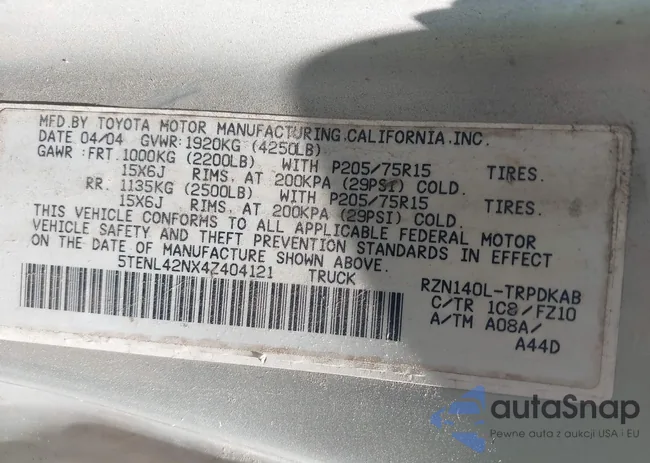 MFD.BY TOYOTA MOTOR MANUFACTURING.CALIFORNIA.INC.
DATE 04/04 GVWR:1920KG (4250LB)
GAWR :FRT. 1000KG (2200LB) WITH P205/75R15 TIRES.
15X6J RIMS. AT 200KPA (29PSI) COLD.
RR. 1135KG (2500LB) WITH P205/75R15 TIRES.
15X6J RIMS. AT 200KPA (29PSI) COLD.
THIS VEHICLE CONFORMS TO ALL APPLICABLE FEDERAL MOTOR
VEHICLE SAFETY AND THEFT PREVENTION STANDARDS IN EFFECT
ON THE DATE OF MANUFACTURE SHOWN ABOVE.
5TENL42NX4Z404121 TRUCK
RZN140L-TRPDKAB
C/TR 1C8/FZ10
A/TM A08A/
A44D
autaSnap
Pewne auta z aukcji USA i EU